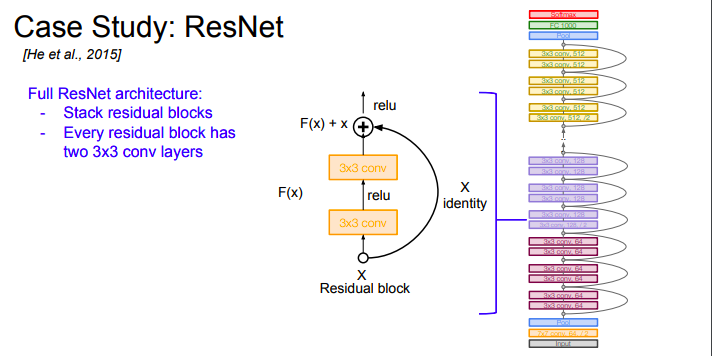 Case Study: ResNet
[He et al., 2015]
Full ResNet architecture:
- Stack residual blocks
- Every residual block has
two 3x3 conv layers
relu
F(x) + x
3x3 conv
F(x)
relu
3x3 conv
X
identity
X
Residual block
Softmax
FC 1000
Pool
3x3 conv, 512
3x3 conv, 512
3x3 conv, 512
3x3 conv, 512
3x3 conv, 512
3x3 conv, 512, /2
...
3x3 conv, 128
3x3 conv, 128
3x3 conv, 128
3x3 conv, 128
3x3 conv, 128
3x3 conv, 128, /2
3x3 conv, 64
3x3 conv, 64
3x3 conv, 64
3x3 conv, 64
3x3 conv, 64
3x3 conv, 64
Pool
7x7 conv, 64, /2
Input